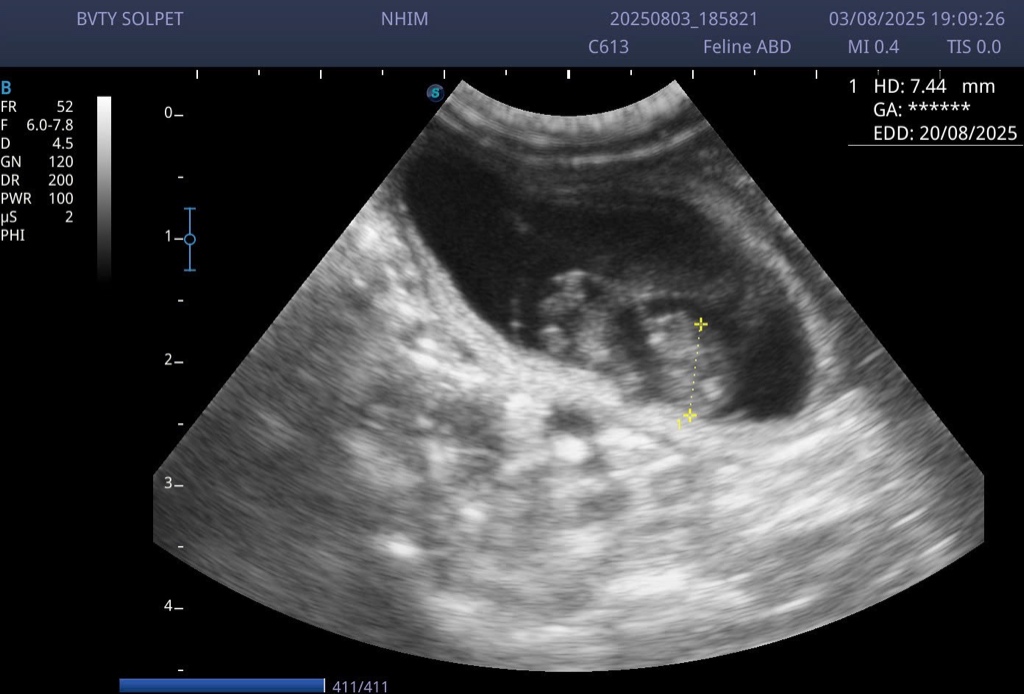 BVTY SOLPET NHIM 20250803_185821 03/08/2025 19:09:26
C613 Feline ABD MI 0.4 TIS 0.0
B
FR 52
F 6.0-7.8
D 4.5
GN 120
DR 200
PWR 100
µS 2
PHI
1 HD: 7.44 mm
GA: ******
EDD: 20/08/2025
S
0
1
2
1
3
4
411/411